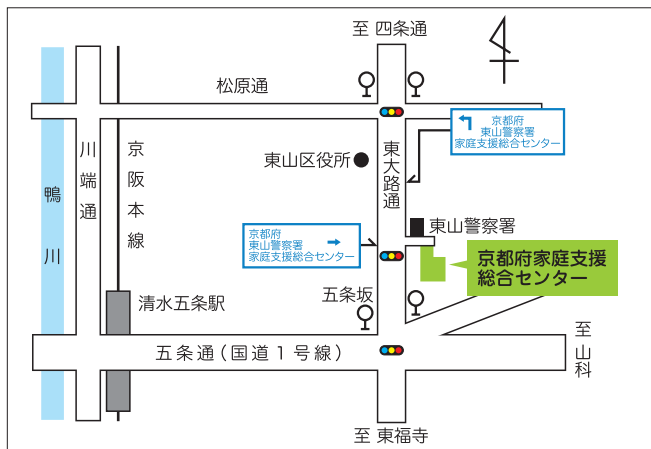 至 四条通
松原通
京都府
東山警察署
家庭支援総合センター
川端通
京阪本線
東山区役所
東大路通
鴨川
東山警察署
京都府
東山警察署
家庭支援総合センター
京都府家庭支援
総合センター
五条坂
清水五条駅
五条通(国道1号線)
至山科
至 東福寺